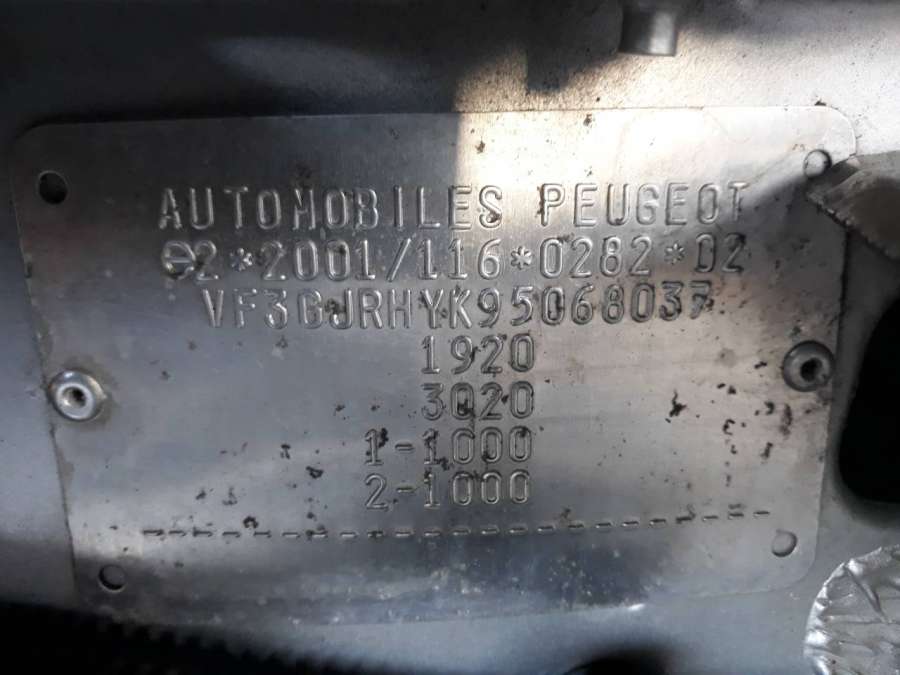 AUTOMOBILES PEUGEOT
e2*2001/116*0282*02
VF3GJRHYK95068037
1920
3020
1-1000
2-1000
--------------------------